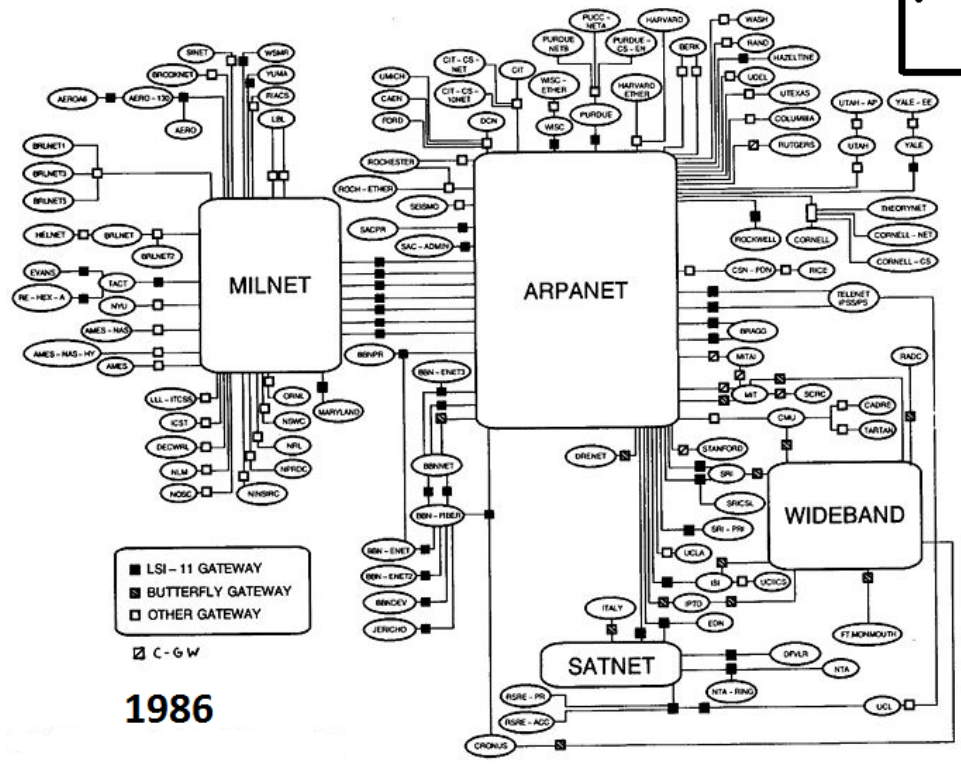 SINET
WSMR
BROCKNET
YUMA
AEROA6
AERO - 130
RIACS
AERO
LBL
BRLNET1
BRLNET3
BRLNET5
HELNET
BRLNET
BRLNET2
EVANS
TACT
RE - HEX - A
NYU
AMES - NAS
AMES - NAS - HY
AMES
MILNET
LLL - ITCSS
ICST
DECWRL
NLM
NOSC
ORNL
NSWC
NRL
NPRDC
NINSIRC
MARYLAND
UMICH
CAEN
FORD
CIT - CS -
NET
CIT - CS -
10NET
CIT
DCN
PURDUE
NETB
PUCC -
NETA
PURDUE -
CS - EN
WISC -
ETHER
WISC
PURDUE
HARVARD
HARVARD
ETHER
BERK
ROCHESTER
ROCH - ETHER
SEISMO
SACPR
SAC - ADMIN
ARPANET
WASH
RAND
HAZELTINE
UDEL
UTEXAS
COLUMBIA
RUTGERS
UTAH - AP
UTAH
YALE - EE
YALE
THEORYNET
CORNELL - NET
CORNELL - CS
ROCKWELL
CORNELL
CSN - PDN
RICE
TELENET
IPSS/PS
BRAGG
MITAI
MIT
SCRC
RADC
CMU
CADRE
TARTAN
BBNPR
BBN - ENET3
BBNNET
BBN - FIBER
BBN - ENET
BBN - ENET2
BBNDEV
JERICHO
DRENET
STANFORD
SRI
SRICSL
SRI - PRI
UCLA
ISI
UCIICS
IPTO
EDN
WIDEBAND
FT.MONMOUTH
ITALY
SATNET
DFVLR
NTA
NTA - RING
RSRE - PR
RSRE - ACC
UCL
CRONUS
LSI - 11 GATEWAY
BUTTERFLY GATEWAY
OTHER GATEWAY
C - GW
1986